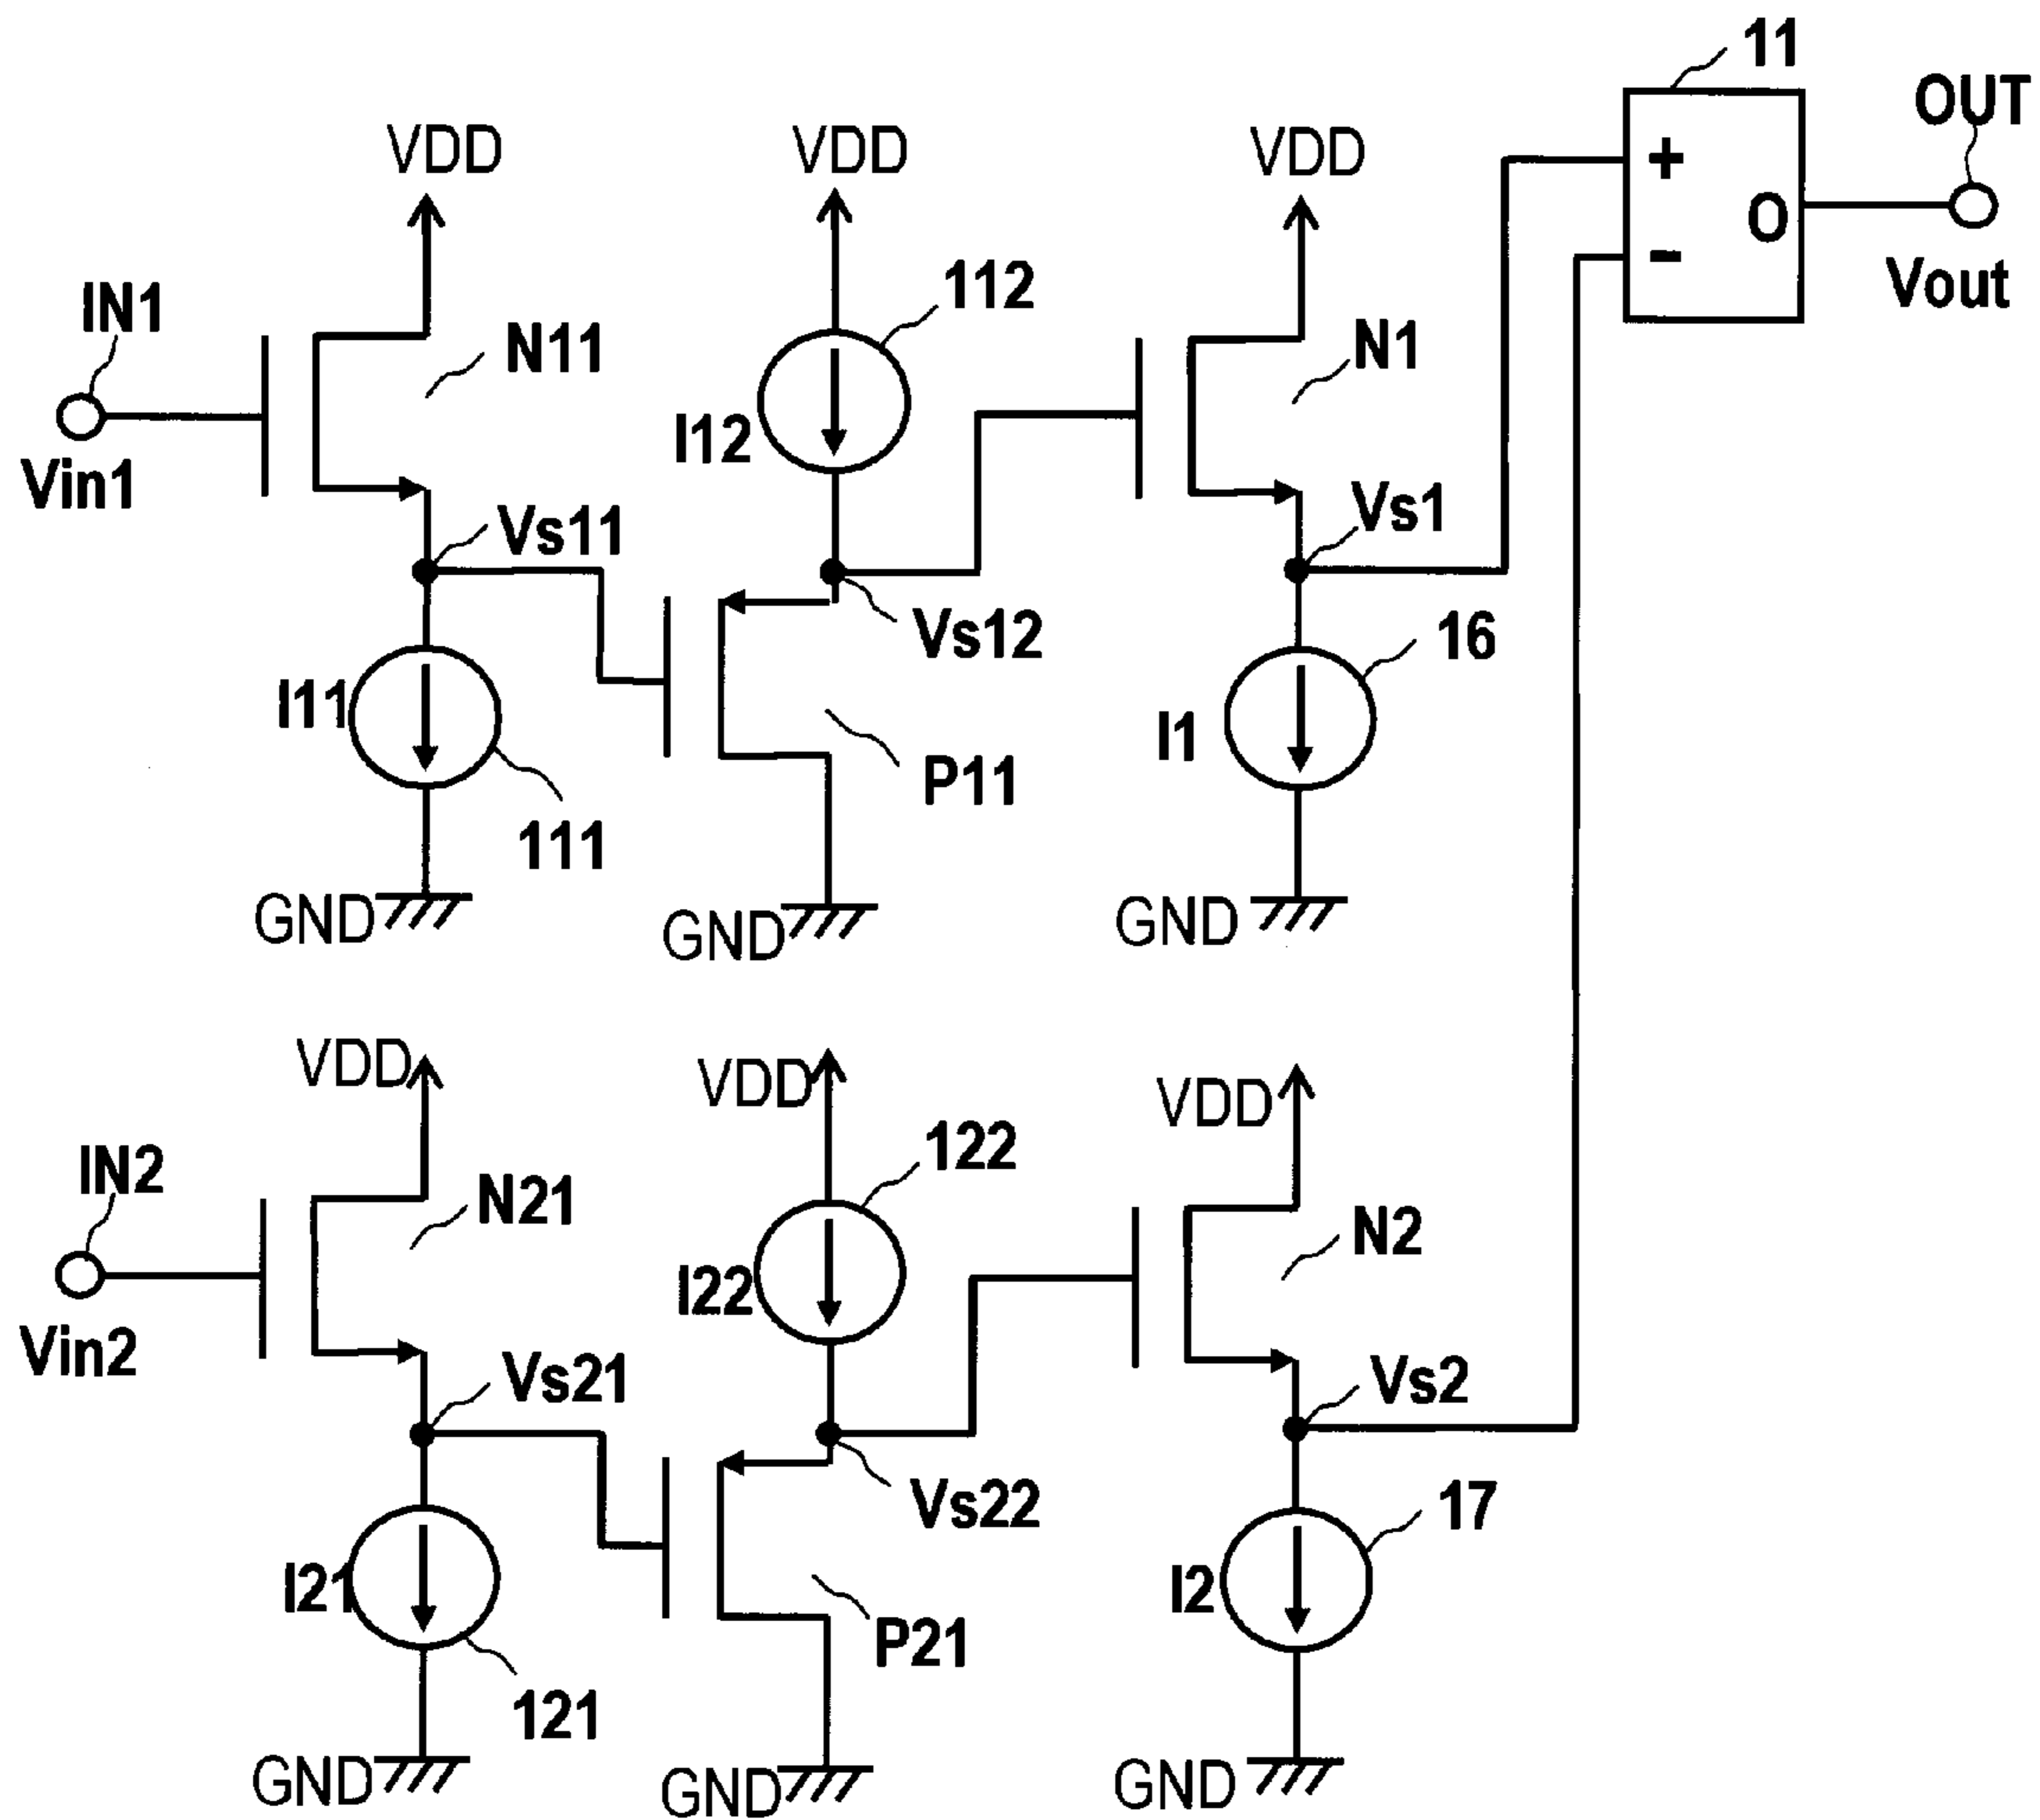 11
OUT
VDD
VDD
VDD
+
O
-
Vout
112
IN1
N11
N1
I12
Vin1
Vs11
Vs1
Vs12
16
I11
I1
P11
111
GND
GND
GND
VDD
VDD
VDD
122
IN2
N21
N2
I22
Vin2
Vs21
Vs2
Vs22
17
I21
I2
P21
121
GND
GND
GND